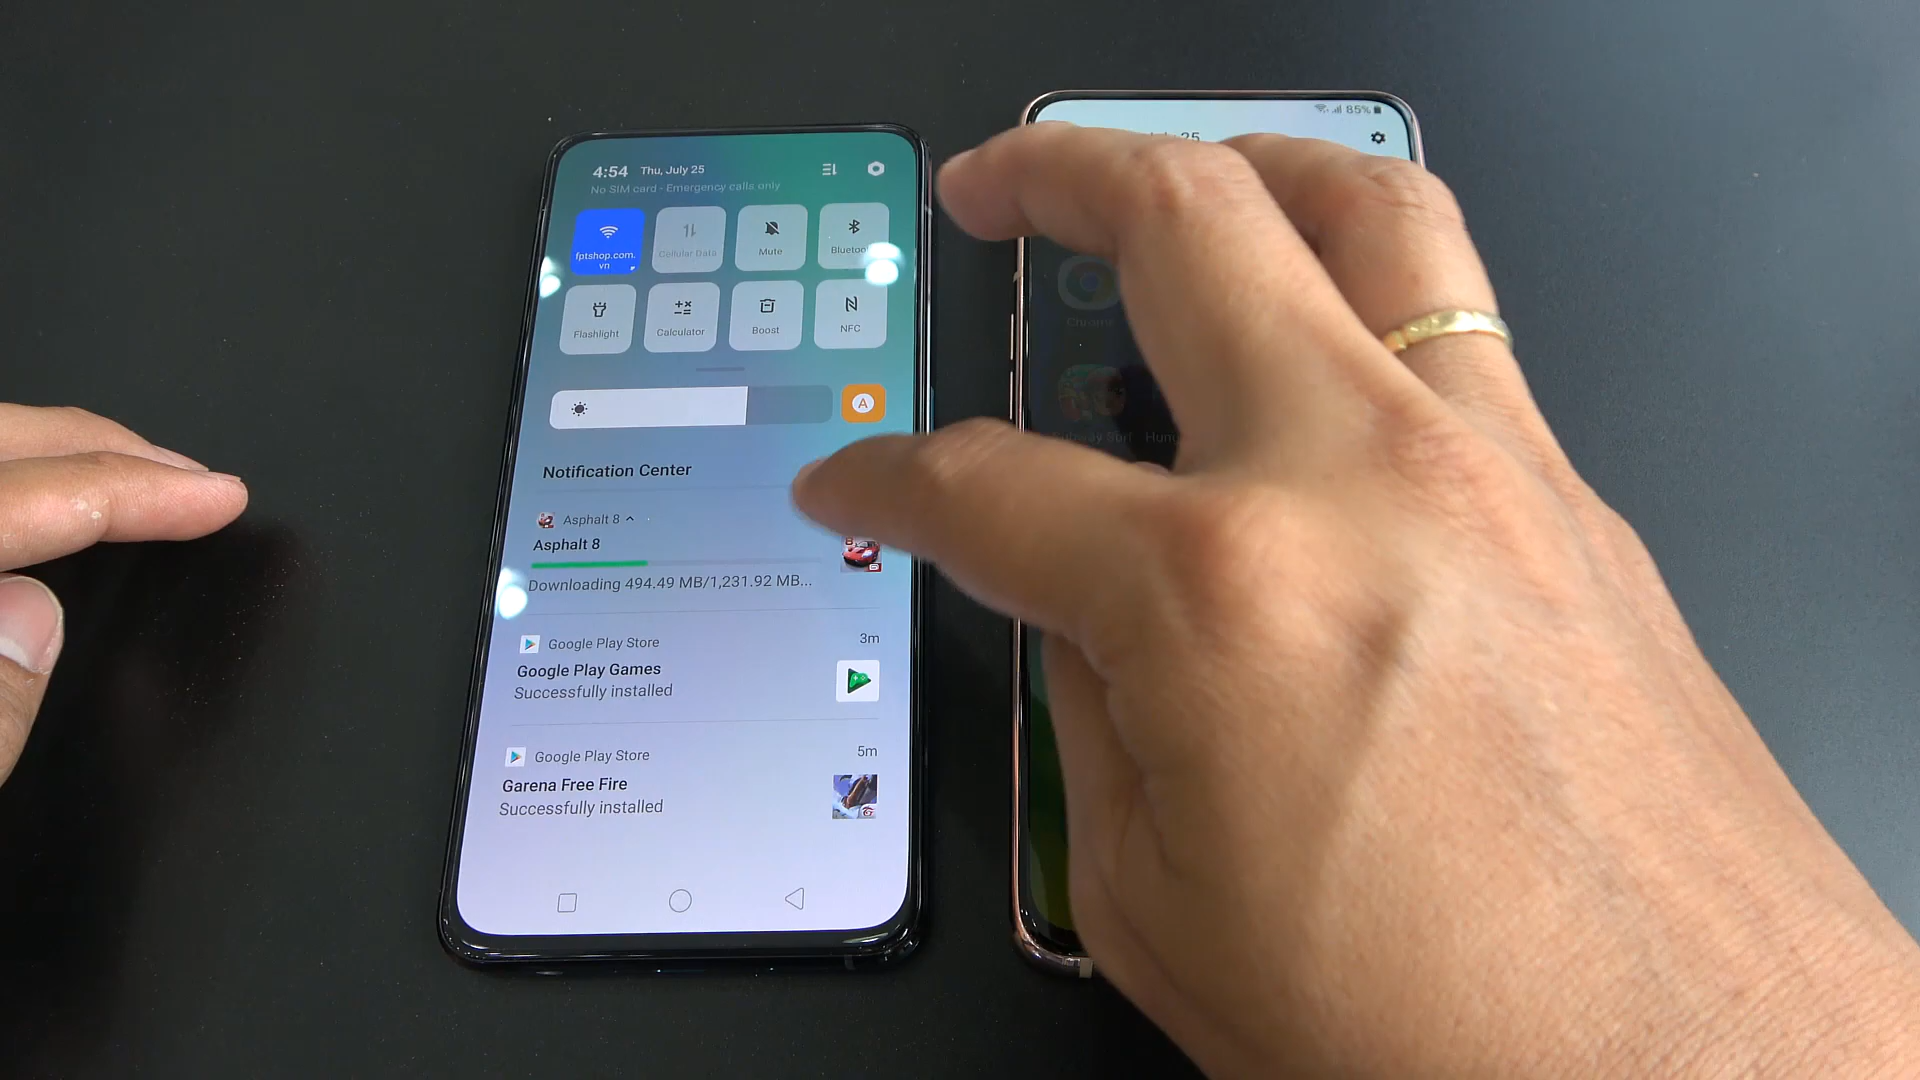 4:54 Thu, July 25
No SIM card - Emergency calls only
fptshop.com.
vn
Cellular Data
Mute
Flashlight
Calculator
Boost
NFC
A
Notification Center
Asphalt 8
Asphalt 8
Downloading 494.49 MB/1,231.92 MB...
Google Play Store 3m
Google Play Games
Successfully installed
Google Play Store 5m
Garena Free Fire
Successfully installed
85%
25
Chrome